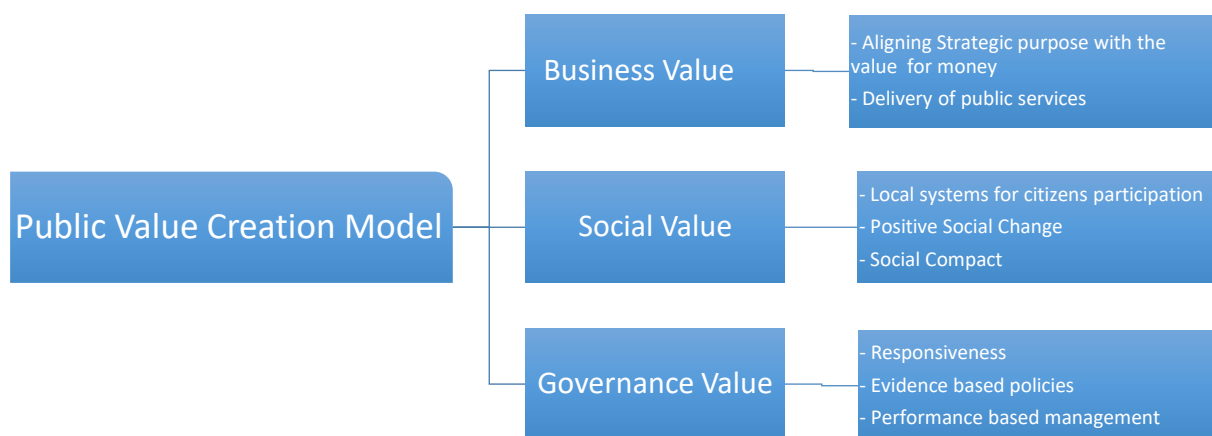 Public Value Creation Model
Business Value
- Aligning Strategic purpose with the
value  for money
- Delivery of public services
Social Value
- Local systems for citizens participation
- Positive Social Change
- Social Compact
Governance Value
- Responsiveness
- Evidence based policies
- Performance based management